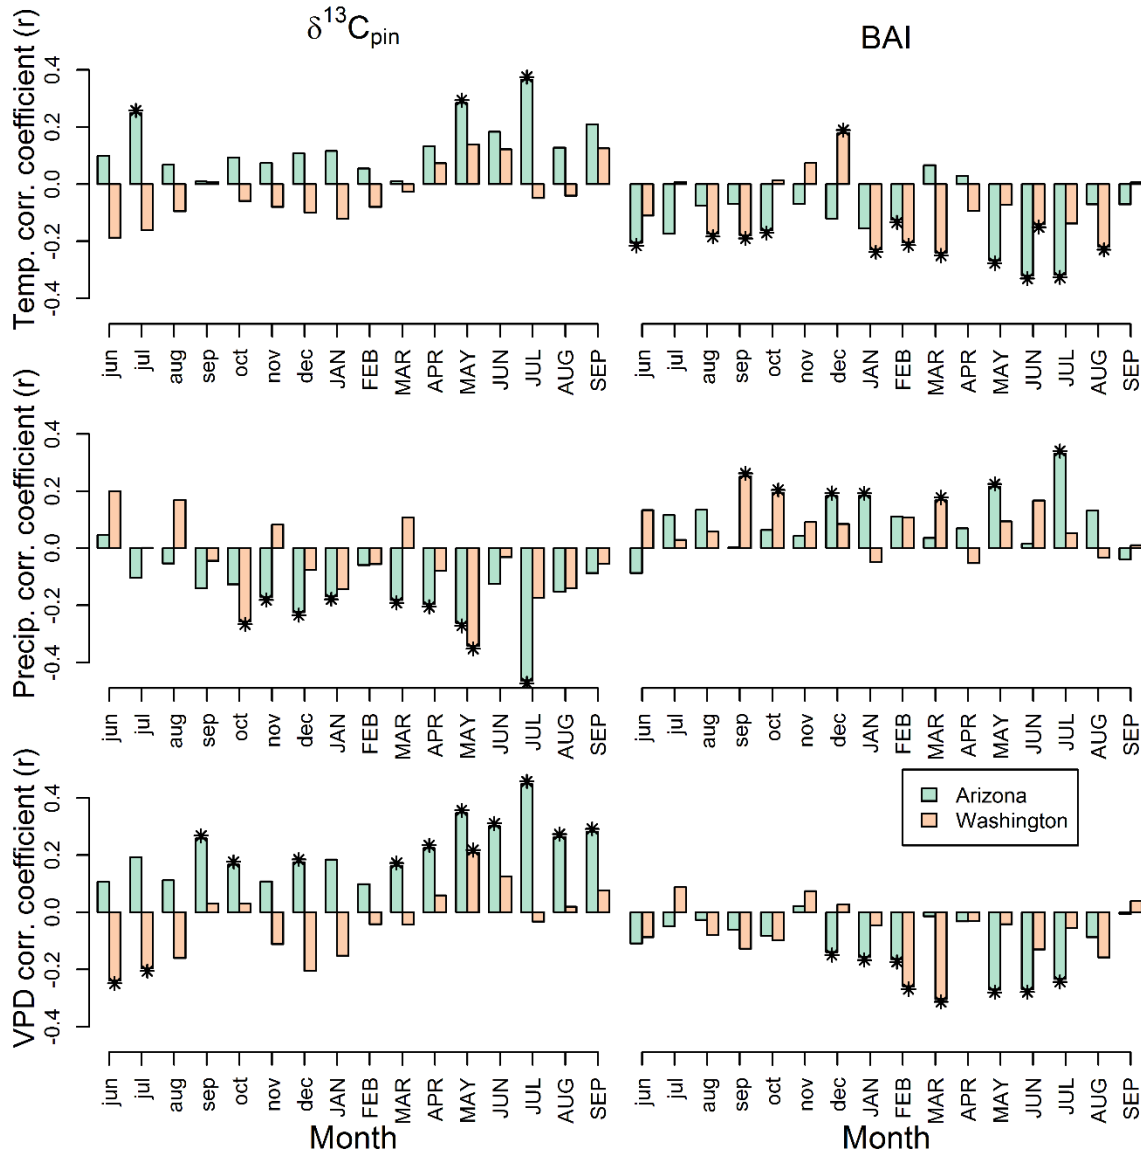 δ13Cpin
BAI
Temp. corr. coefficient (r)
0.4
0.2
0.0
-0.2
-0.4
jun jul aug sep oct nov dec JAN FEB MAR APR MAY JUN JUL AUG SEP
jun jul aug sep oct nov dec JAN FEB MAR APR MAY JUN JUL AUG SEP
Precip. corr. coefficient (r)
0.4
0.2
0.0
-0.2
-0.4
jun jul aug sep oct nov dec JAN FEB MAR APR MAY JUN JUL AUG SEP
jun jul aug sep oct nov dec JAN FEB MAR APR MAY JUN JUL AUG SEP
VPD corr. coefficient (r)
0.4
0.2
0.0
-0.2
-0.4
Arizona
Washington
jun jul aug sep oct nov dec JAN FEB MAR APR MAY JUN JUL AUG SEP
jun jul aug sep oct nov dec JAN FEB MAR APR MAY JUN JUL AUG SEP
Month
Month